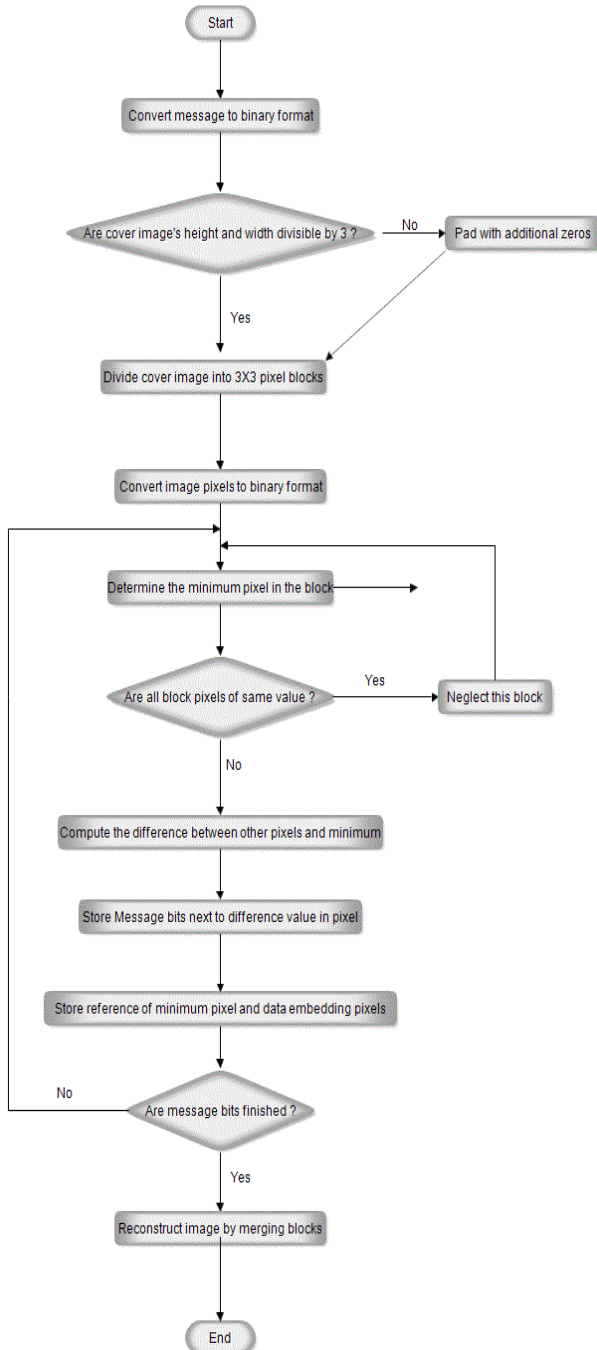 Start
Convert message to binary format
Are cover image's height and width divisible by 3 ?
No
Pad with additional zeros
Yes
Divide cover image into 3X3 pixel blocks
Convert image pixels to binary format
Determine the minimum pixel in the block
Are all block pixels of same value ?
Yes
Neglect this block
No
Compute the difference between other pixels and minimum
Store Message bits next to difference value in pixel
Store reference of minimum pixel and data embedding pixels
No
Are message bits finished ?
Yes
Reconstruct image by merging blocks
End